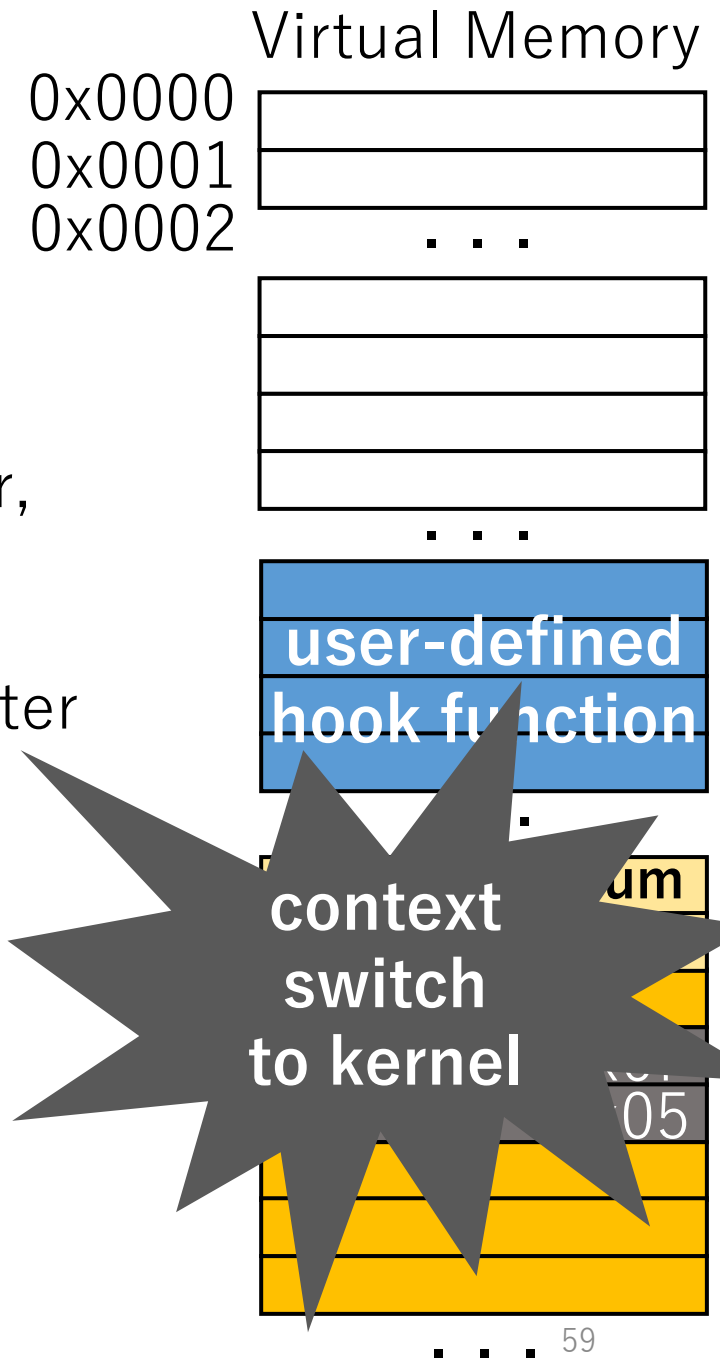 Virtual Memory
0x0000
0x0001
0x0002
. . .
r,
. . .
user-defined
hook function
ter
.
um
context
switch
to kernel
05
. . .
59